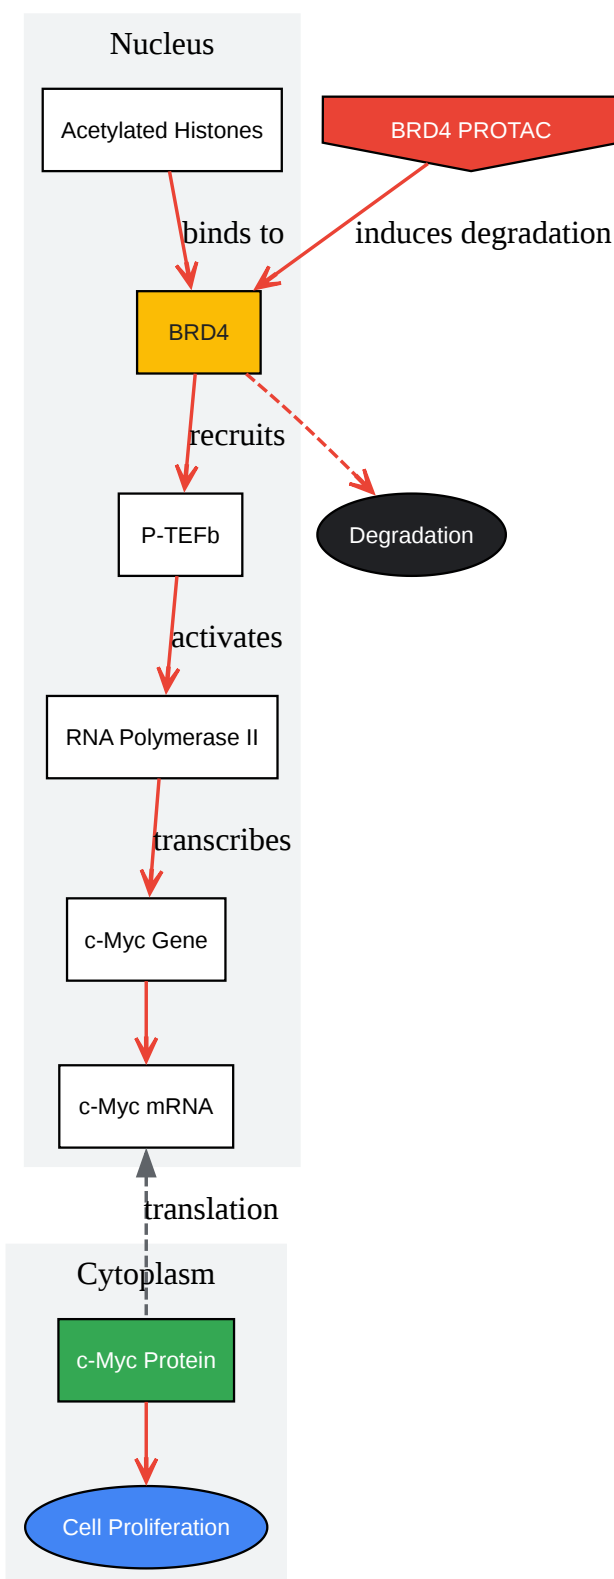 Nucleus
Acetylated Histones
BRD4 PROTAC
binds to
induces degradation
BRD4
recruits
P-TEFb
Degradation
activates
RNA Polymerase II
transcribes
c-Myc Gene
c-Myc mRNA
translation
Cytoplasm
c-Myc Protein
Cell Proliferation